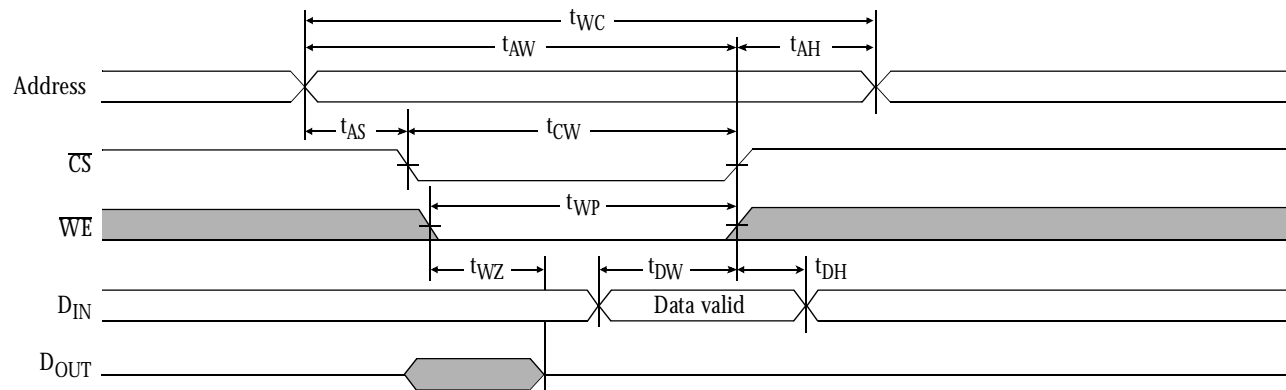 tWC
tAW tAH
Address
tAS tCW
CS
tWP
WE
tWZ tDW tDH
DIN Data valid
DOUT